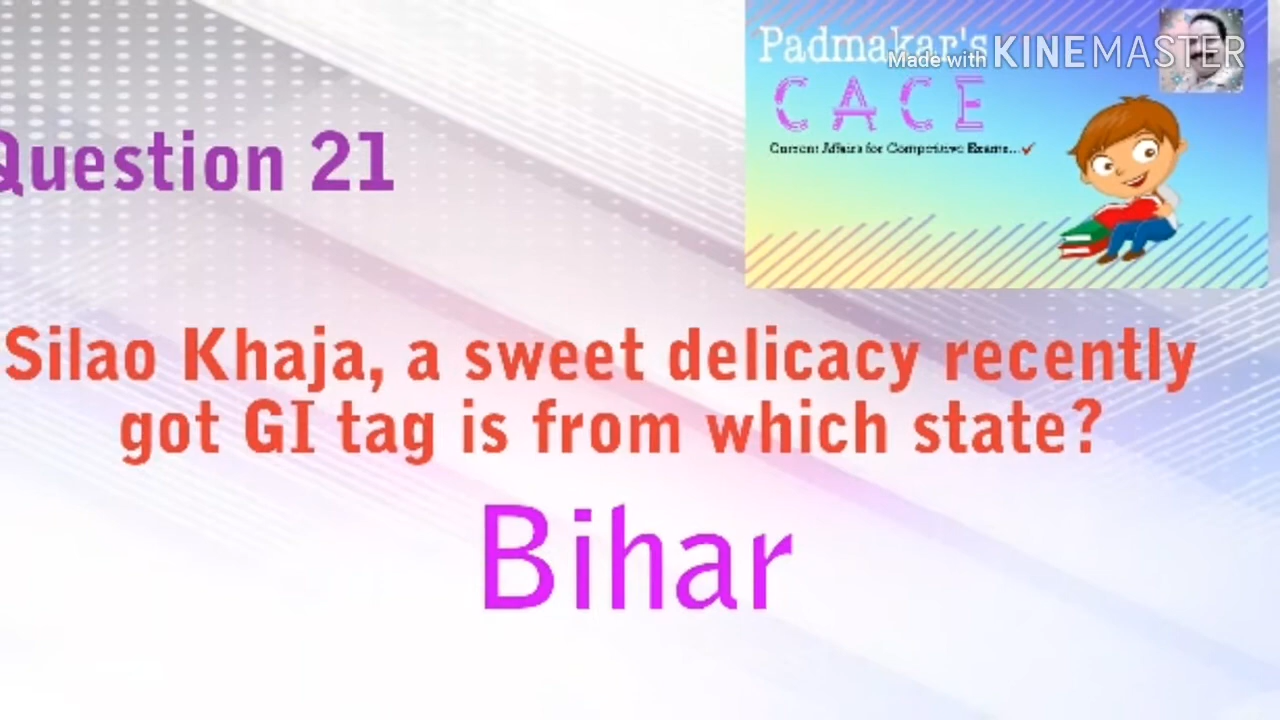 Padmakar's
Made with KINEMASTER
CACE
Current Affairs for Competitive Exams...✓
Question 21
Silao Khaja, a sweet delicacy recently
got GI tag is from which state?
Bihar